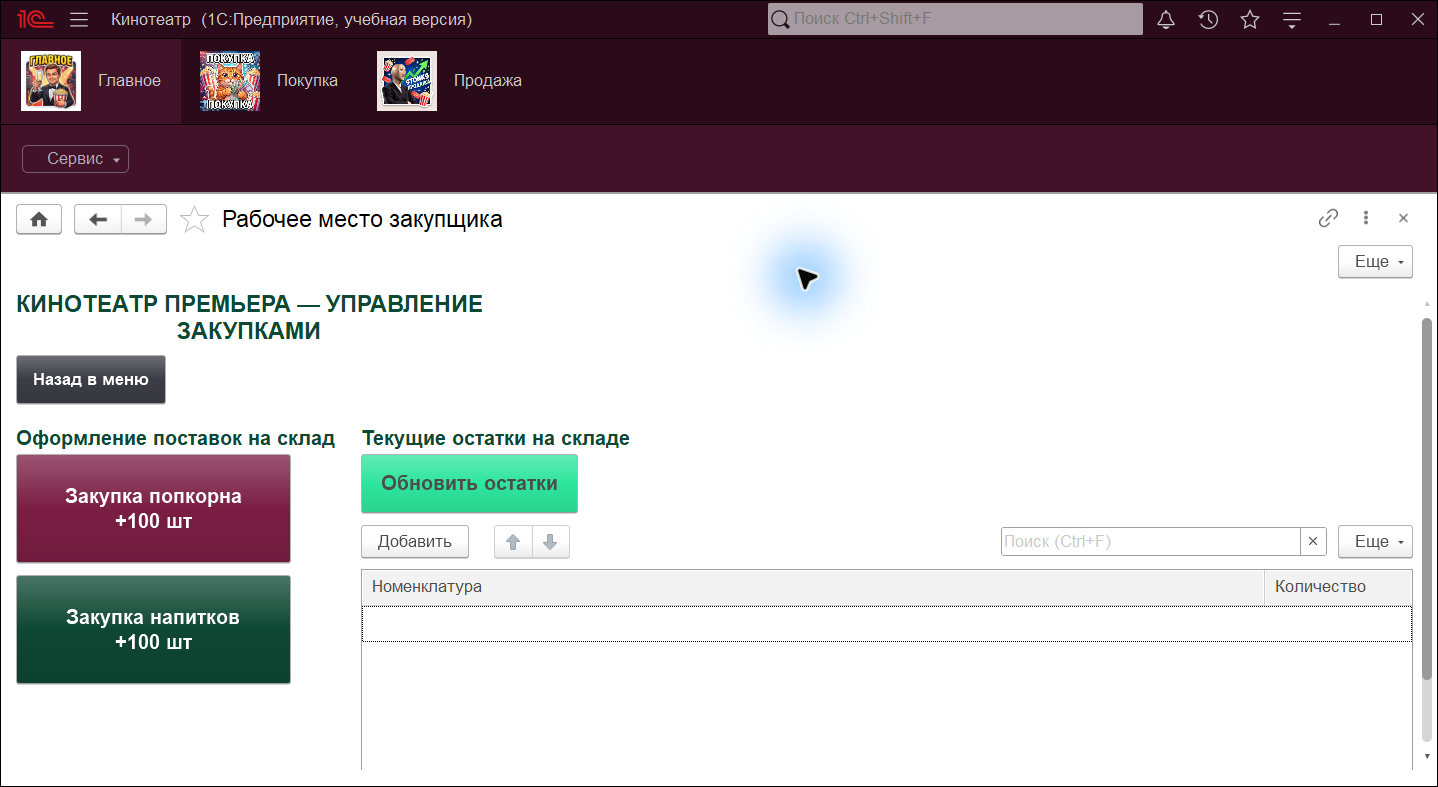 1С Кинотеатр (1С:Предприятие, учебная версия) Поиск Ctrl+Shift+F
ГЛАВНОЕ Главное ПОКУПКА ПОКУПКА Покупка STONKS ПРОДАЖА Продажа
Сервис
Рабочее место закупщика
Еще
КИНОТЕАТР ПРЕМЬЕРА — УПРАВЛЕНИЕ
ЗАКУПКАМИ
Назад в меню
Оформление поставок на склад
Закупка попкорна
+100 шт
Закупка напитков
+100 шт
Текущие остатки на складе
Обновить остатки
Добавить Поиск (Ctrl+F) Еще
Номенклатура Количество